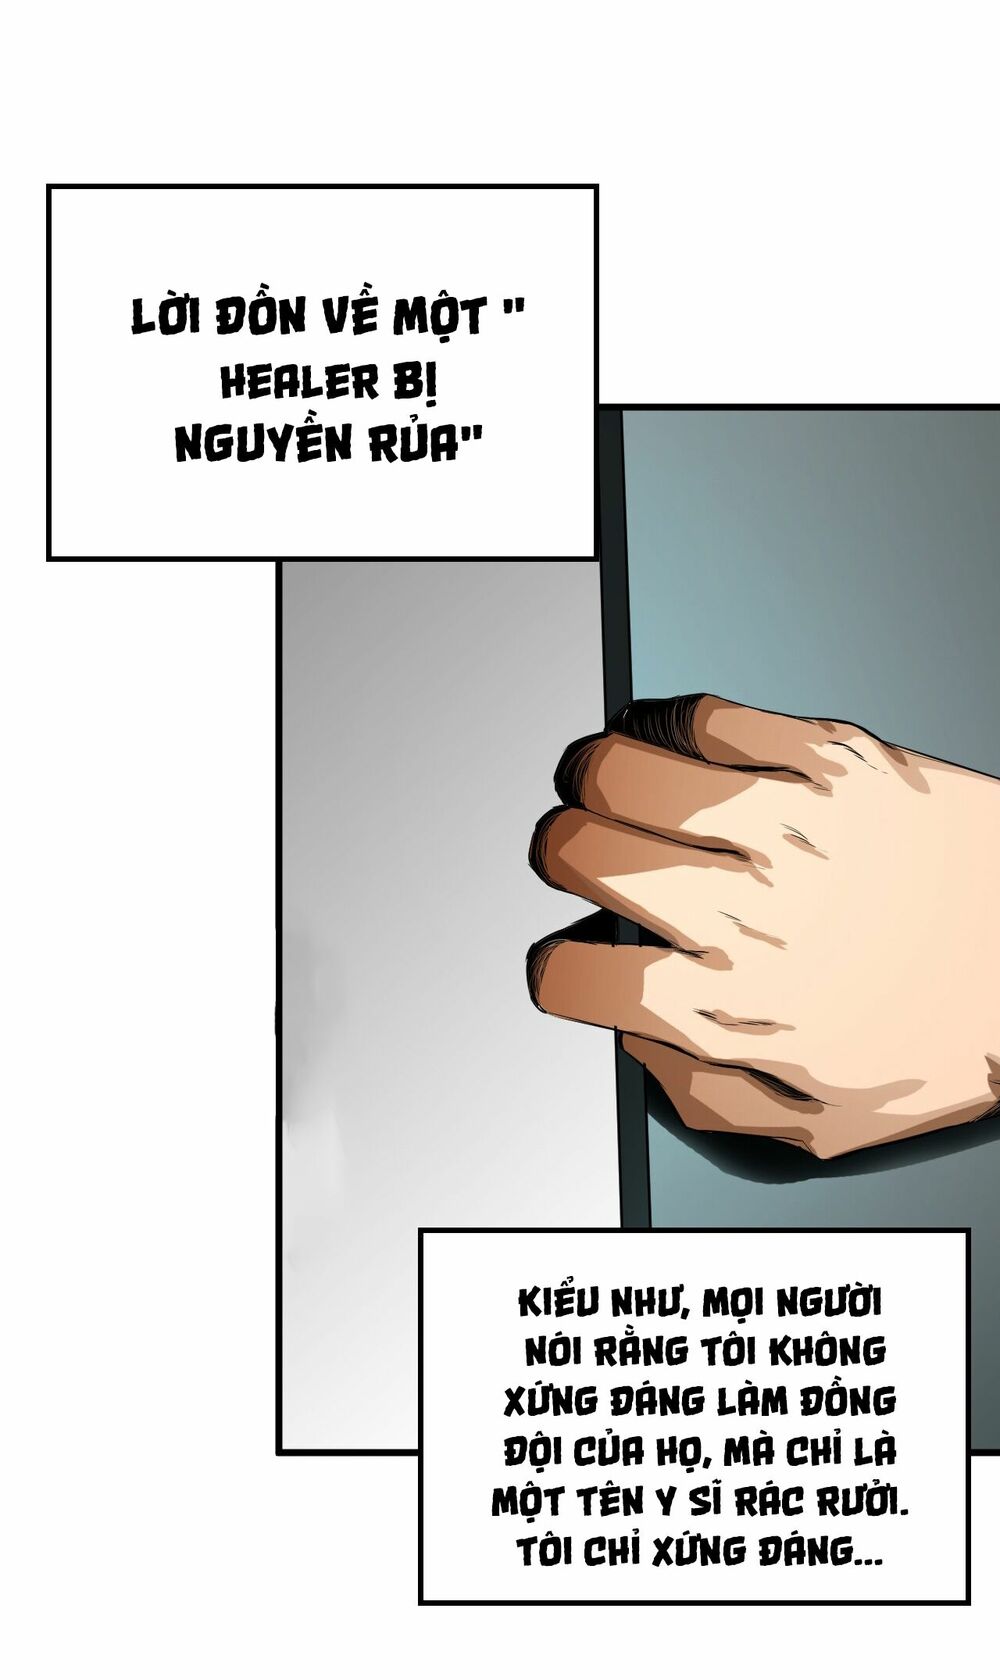 LỜI ĐỒN VỀ MỘT "
HEALER BỊ
NGUYỀN RỦA"
KIỂU NHƯ, MỌI NGƯỜI
NÓI RẰNG TÔI KHÔNG
XỨNG ĐÁNG LÀM ĐỒNG
ĐỘI CỦA HỌ, MÀ CHỈ LÀ
MỘT TÊN Y SĨ RÁC RƯỞI.
TÔI CHỈ XỨNG ĐÁNG...